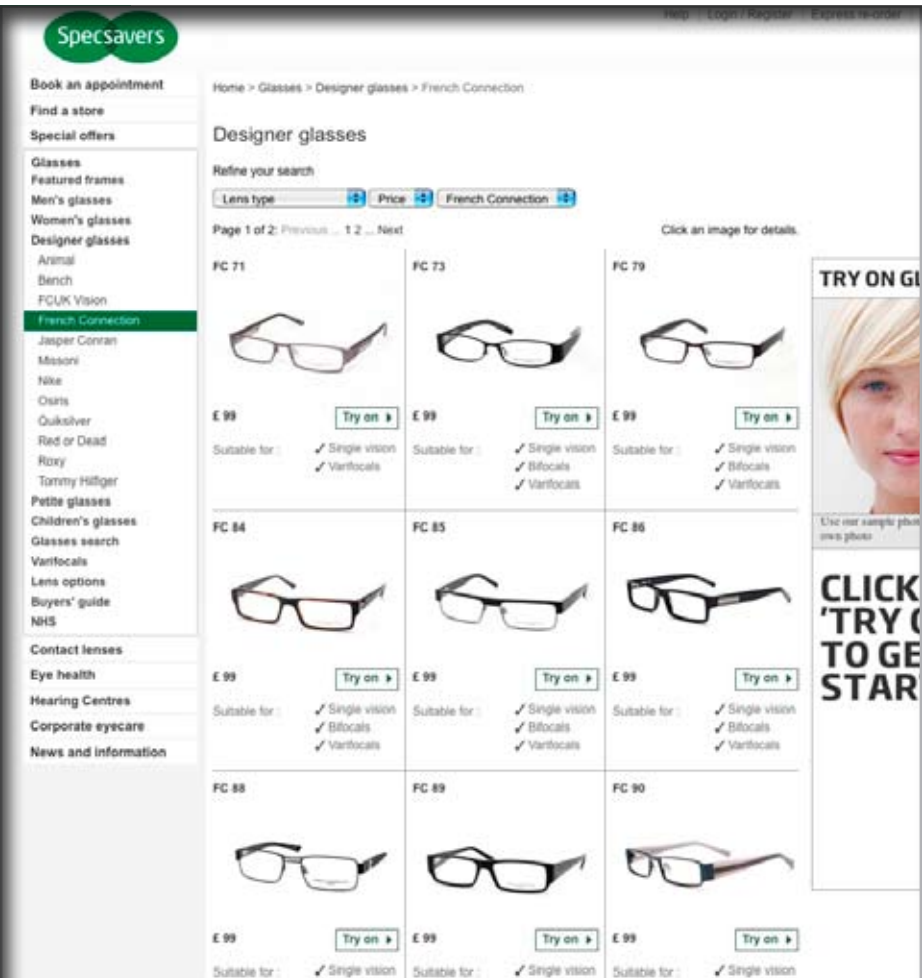 Help | Login / Register | Express re-order
Specsavers
Book an appointment
Find a store
Special offers
Glasses
Featured frames
Men's glasses
Women's glasses
Designer glasses
Animal
Bench
FCUK Vision
French Connection
Jasper Conran
Missoni
Nike
Osiris
Quiksilver
Red or Dead
Roxy
Tommy Hilfiger
Petite glasses
Children's glasses
Glasses search
Varifocals
Lens options
Buyers' guide
NHS
Contact lenses
Eye health
Hearing Centres
Corporate eyecare
News and information
Home > Glasses > Designer glasses > French Connection
Designer glasses
Refine your search
Lens type Price French Connection
Page 1 of 2: Previous ... 1 2 ... Next
Click an image for details.
FC 71
£ 99
Try on
Suitable for :
✓ Single vision
✓ Varifocals
FC 73
£ 99
Try on
Suitable for :
✓ Single vision
✓ Bifocals
✓ Varifocals
FC 79
£ 99
Try on
Suitable for :
✓ Single vision
✓ Bifocals
✓ Varifocals
FC 84
£ 99
Try on
Suitable for :
✓ Single vision
✓ Bifocals
✓ Varifocals
FC 85
£ 99
Try on
Suitable for :
✓ Single vision
✓ Bifocals
✓ Varifocals
FC 86
£ 99
Try on
Suitable for :
✓ Single vision
✓ Bifocals
✓ Varifocals
FC 88
£ 99
Try on
Suitable for :
✓ Single vision
FC 89
£ 99
Try on
Suitable for :
✓ Single vision
FC 90
£ 99
Try on
Suitable for :
✓ Single vision
TRY ON GL
Use our sample phot
own photo
CLICK
'TRY O
TO GE
STAR